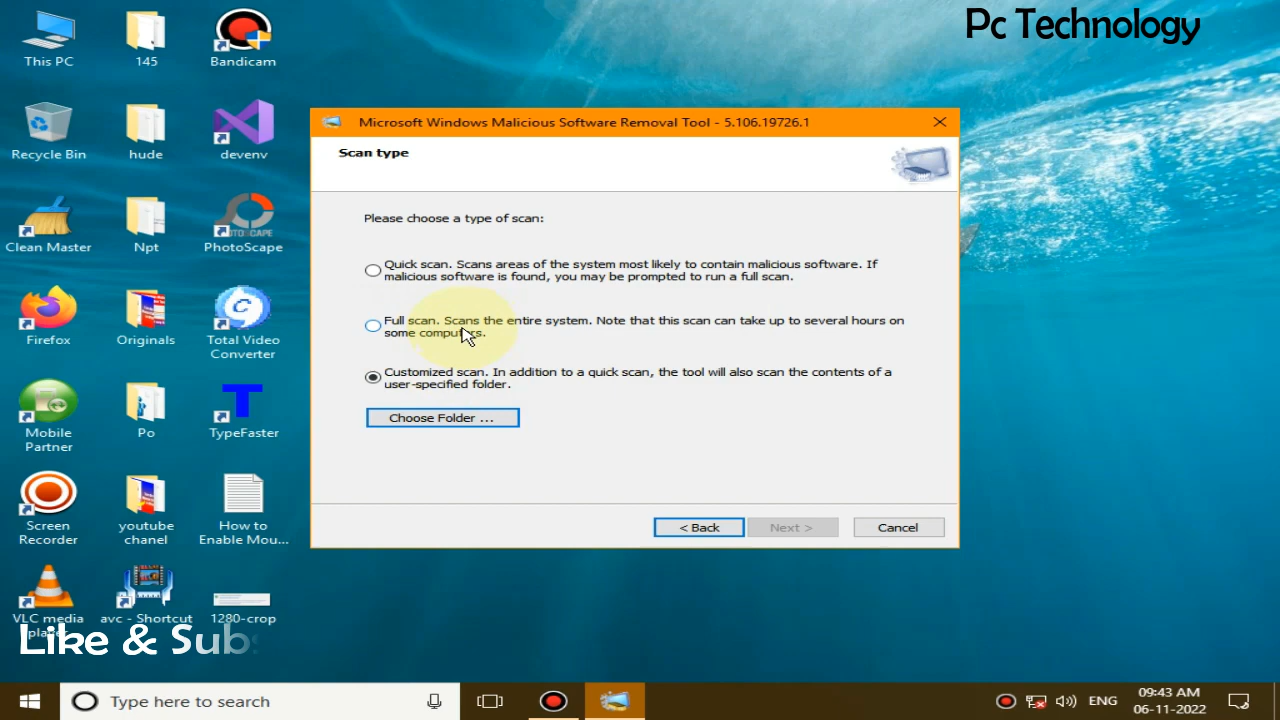 Pc Technology
This PC
145
Bandicam
Recycle Bin
hude
devenv
Clean Master
Npt
PhotoScape
Firefox
Originals
Total Video
Converter
Mobile
Partner
Po
TypeFaster
Screen
Recorder
youtube
chanel
How to
Enable Mou...
VLC media
player
avc - Shortcut
1280-crop
Like & Sub
Microsoft Windows Malicious Software Removal Tool - 5.106.19726.1
Scan type
Please choose a type of scan:
Quick scan. Scans areas of the system most likely to contain malicious software. If
malicious software is found, you may be prompted to run a full scan.
Full scan. Scans the entire system. Note that this scan can take up to several hours on
some computers.
Customized scan. In addition to a quick scan, the tool will also scan the contents of a
user-specified folder.
Choose Folder ...
< Back
Next >
Cancel
Type here to search
ENG
09:43 AM
06-11-2022